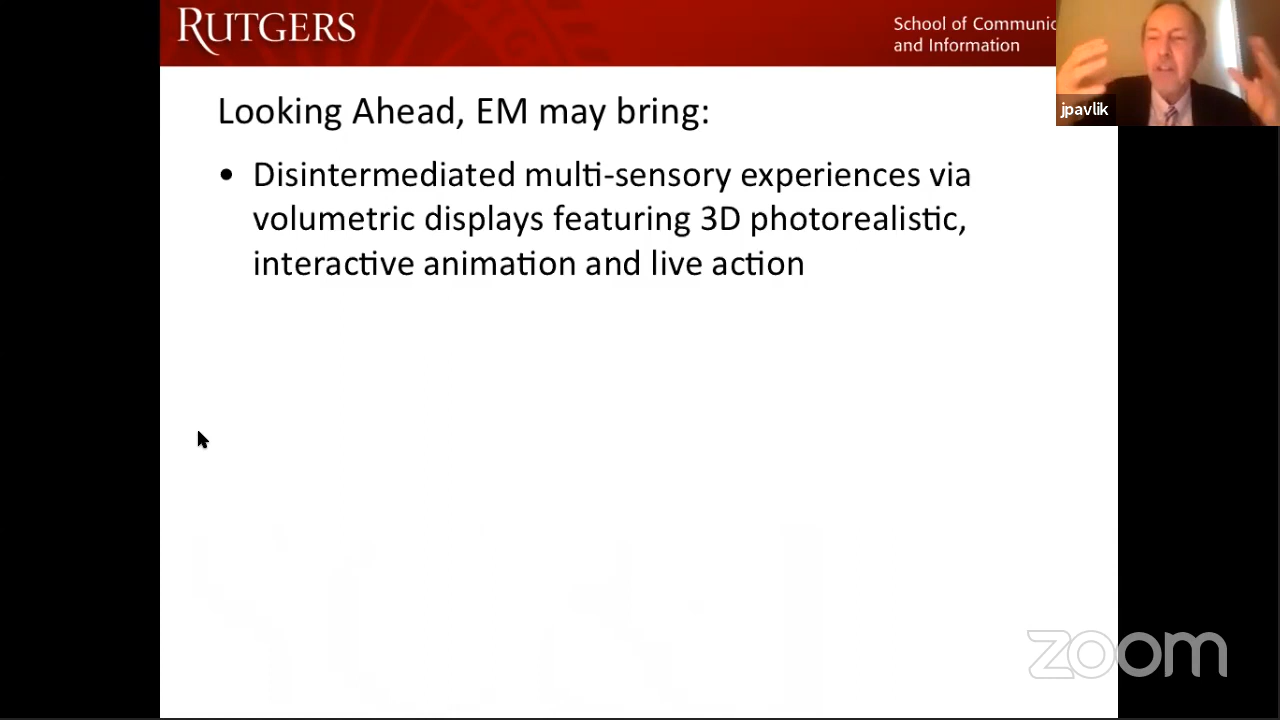 RUTGERS
School of Communic
and Information
jpavlik
Looking Ahead, EM may bring:
• Disintermediated multi-sensory experiences via
volumetric displays featuring 3D photorealistic,
interactive animation and live action
zoom